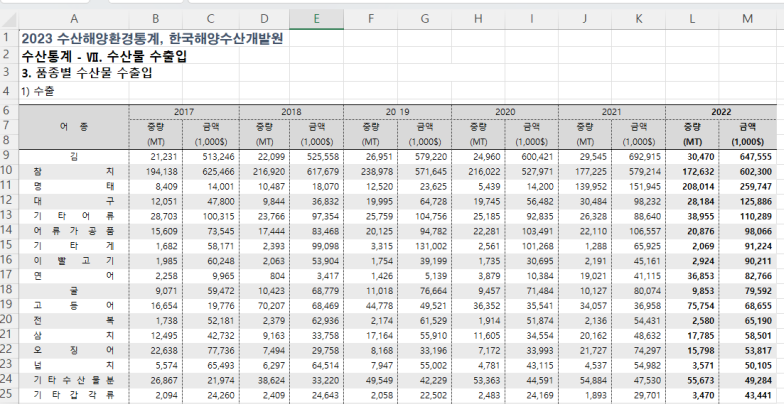 A B C D E F G H I J K L M
1 2023 수산해양환경통계, 한국해양수산개발원
2 수산통계 - Ⅶ. 수산물 수출입
3 3. 품종별 수산물 수출입
4 1) 수출
6 2017 2018 20 19 2020 2021 2022
7 어 종 중량 금액 중량 금액 중량 금액 중량 금액 중량 금액 중량 금액
8 (MT) (1,000$) (MT) (1,000$) (MT) (1,000$) (MT) (1,000$) (MT) (1,000$) (MT) (1,000$)
9 김 21,231 513,246 22,099 525,558 26,951 579,220 24,960 600,421 29,545 692,915 30,470 647,555
10 참 치 194,138 625,466 216,920 617,679 238,978 571,645 216,022 527,971 177,225 579,214 172,632 602,300
11 명 태 8,409 14,001 10,487 18,070 12,520 23,625 5,439 14,200 139,952 151,945 208,014 259,747
12 대 구 12,051 47,800 9,844 36,832 19,995 64,728 19,745 56,482 30,484 98,232 28,184 125,886
13 기 타 어 류 28,703 100,315 23,766 97,354 25,759 104,756 25,185 92,835 26,328 88,640 38,955 110,289
14 어 류 가 공 품 15,609 73,545 17,444 83,468 20,125 94,782 22,281 103,491 22,110 106,557 20,876 98,066
15 기 타 게 1,682 58,171 2,393 99,098 3,315 131,002 2,561 101,268 1,288 65,925 2,069 91,224
16 이 빨 고 기 1,985 60,248 2,063 53,904 1,754 39,199 1,735 30,695 2,191 45,161 2,924 90,211
17 연 어 2,258 9,965 804 3,417 1,426 5,139 3,879 10,384 19,021 41,115 36,853 82,766
18 굴 9,071 59,472 10,423 68,779 11,018 76,664 9,457 71,484 10,127 80,074 9,853 79,592
19 고 등 어 16,654 19,776 70,207 68,469 44,778 49,521 36,352 35,541 34,057 36,958 75,754 68,655
20 전 복 1,738 52,181 2,379 62,936 2,174 61,529 1,914 51,874 2,136 54,431 2,580 65,190
21 삼 치 12,495 42,732 9,163 33,758 17,164 55,910 11,605 34,554 20,162 48,632 17,785 58,501
22 오 징 어 22,638 77,736 7,494 29,758 8,168 33,196 7,172 33,993 21,727 74,297 15,798 53,817
23 넙 치 5,574 65,493 6,297 64,514 7,947 55,002 4,781 43,115 4,537 54,982 3,571 50,105
24 기 타 수 산 물 분 26,867 21,974 38,624 33,220 49,549 42,229 53,363 44,591 54,884 47,530 55,673 49,284
25 기 타 갑 각 류 2,094 24,260 2,409 24,643 2,058 22,502 2,483 24,169 1,893 29,701 3,470 43,441